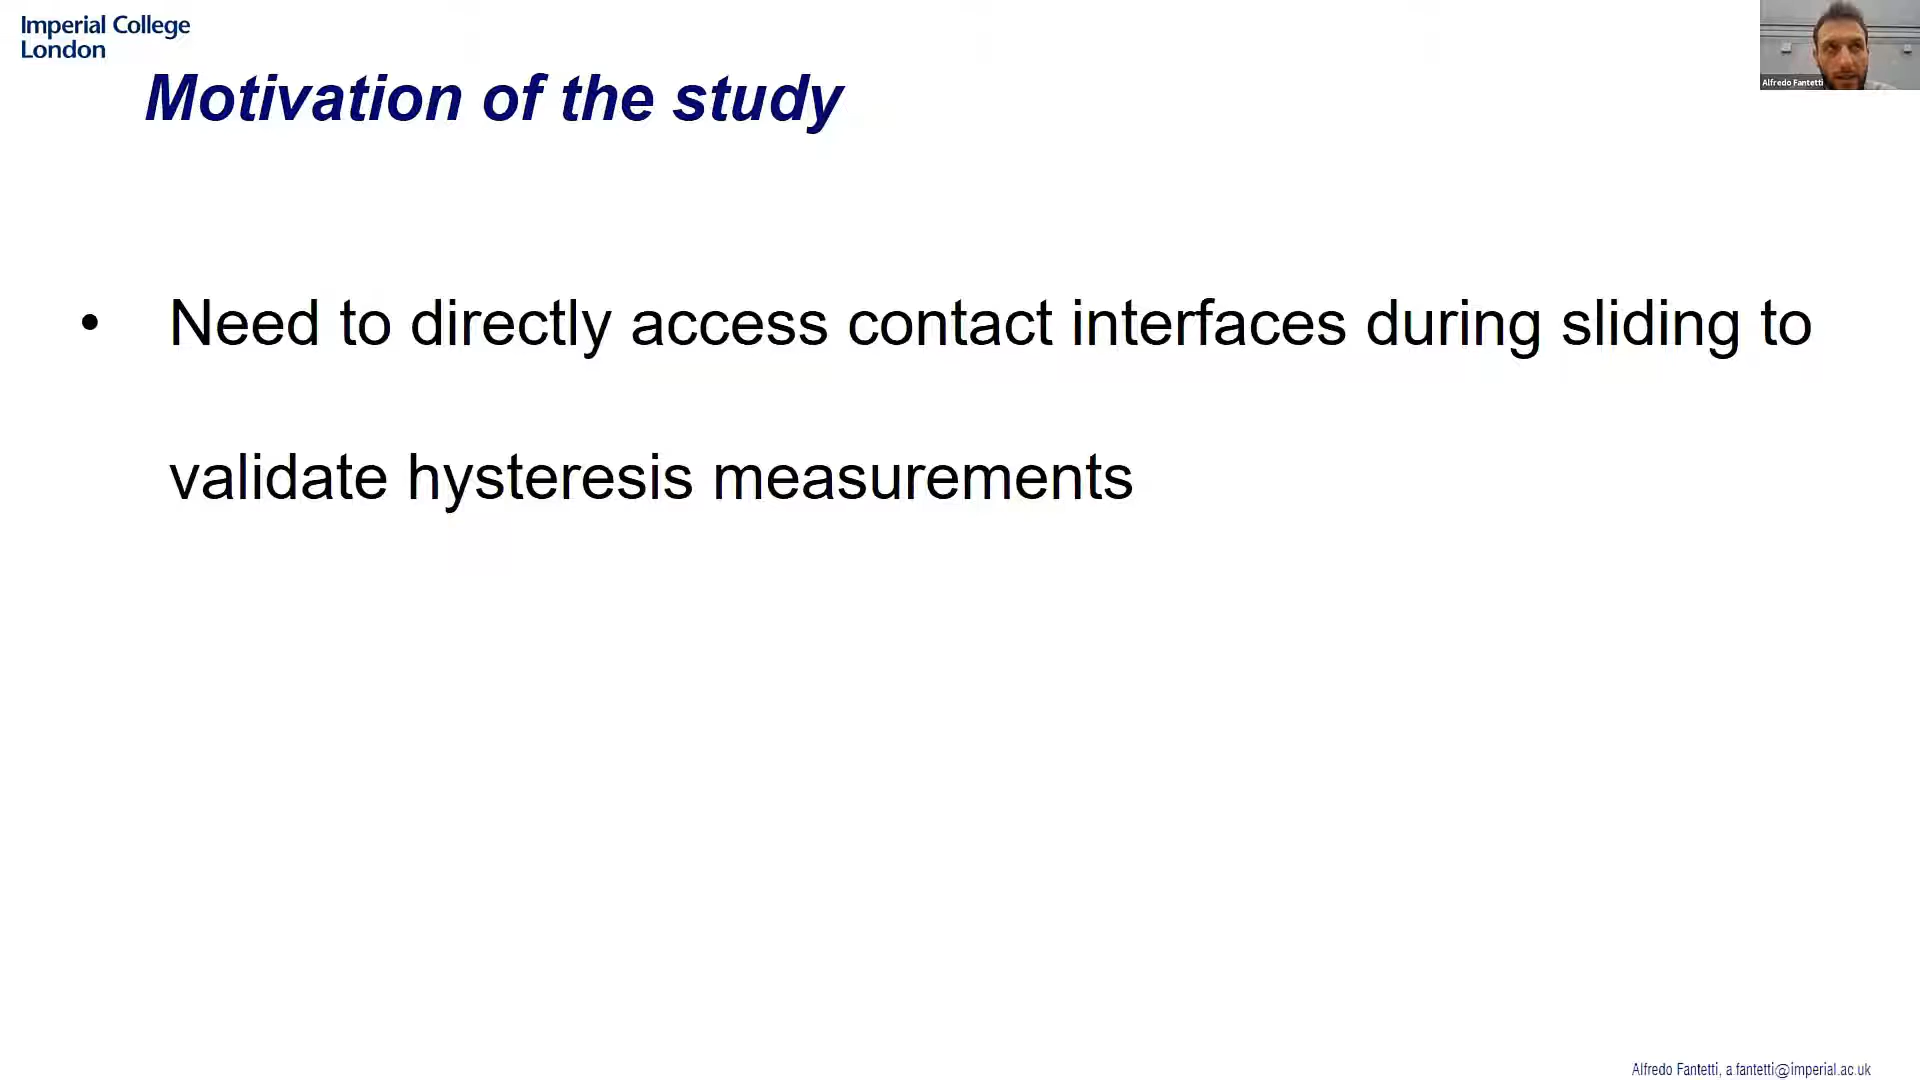 Imperial College
London
Motivation of the study
Alfredo Fantetti
• Need to directly access contact interfaces during sliding to
validate hysteresis measurements
Alfredo Fantetti, a.fantetti@imperial.ac.uk